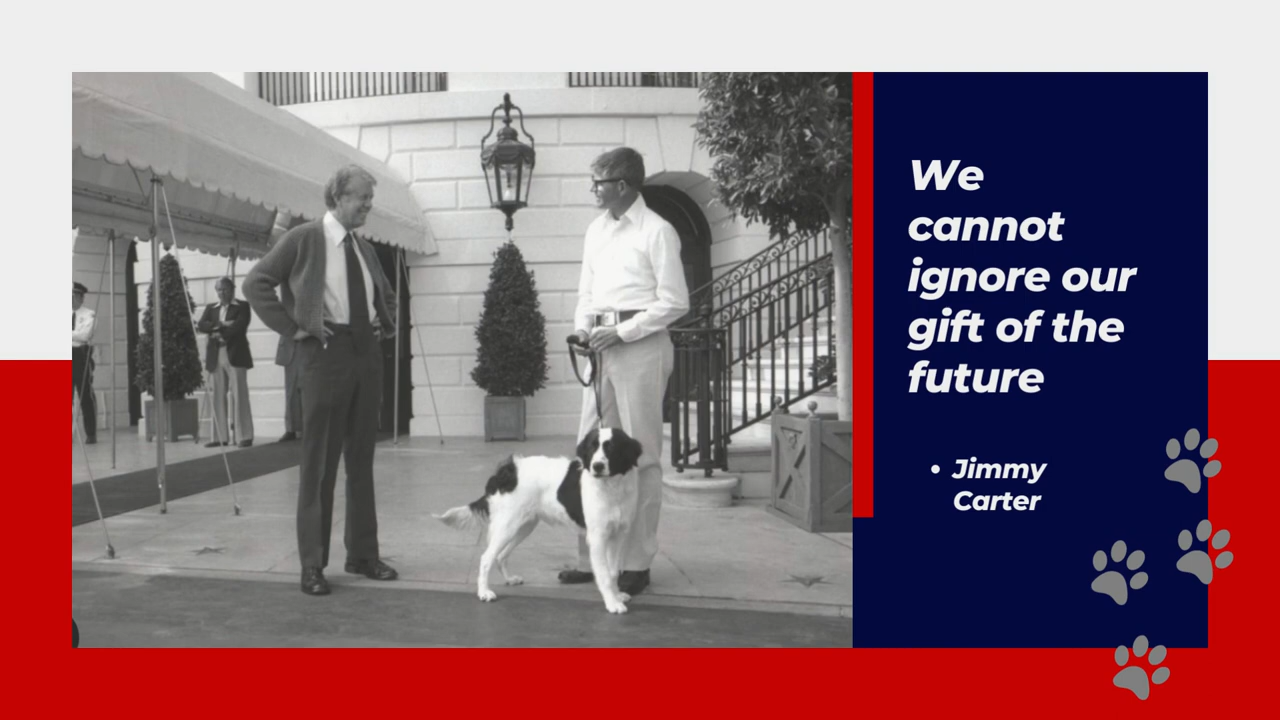 We
cannot
ignore our
gift of the
future
• Jimmy
Carter